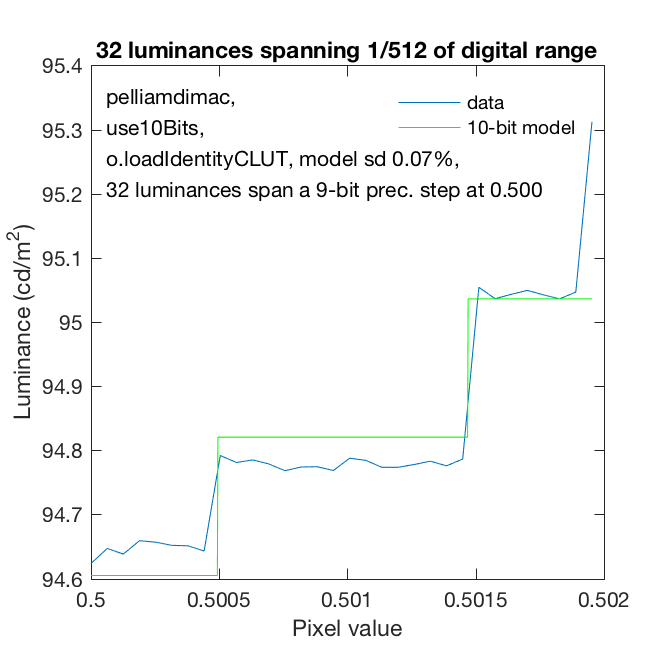 32 luminances spanning 1/512 of digital range
95.4
95.3
95.2
95.1
95
94.9
94.8
94.7
94.6
Luminance (cd/m²)
pelliamdimac,
use10Bits,
o.loadIdentityCLUT, model sd 0.07%,
32 luminances span a 9-bit prec. step at 0.500
data
10-bit model
0.5
0.5005
0.501
0.5015
0.502
Pixel value